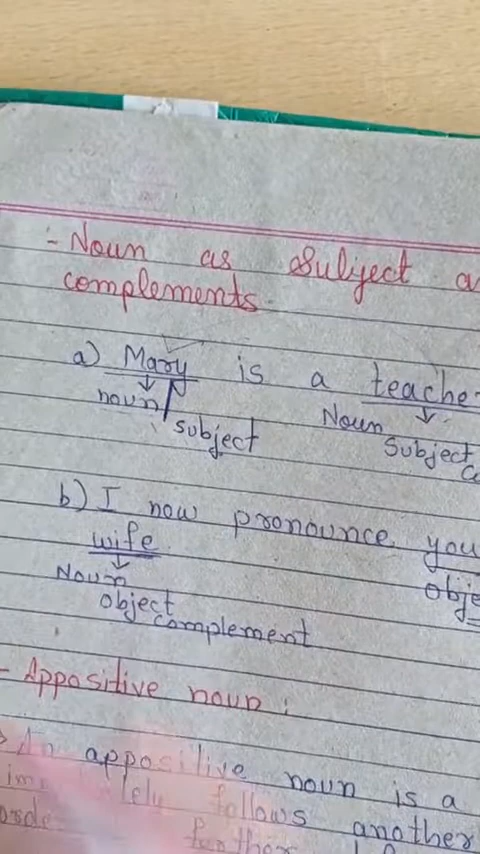 - Noun as subject a
complements.
a) Mary is a teache
noun/ Noun
subject Subject
b) I now pronounce you
wife. obje
Noun
object
complement
- Appositive noun:
An appositive noun is a
follows another